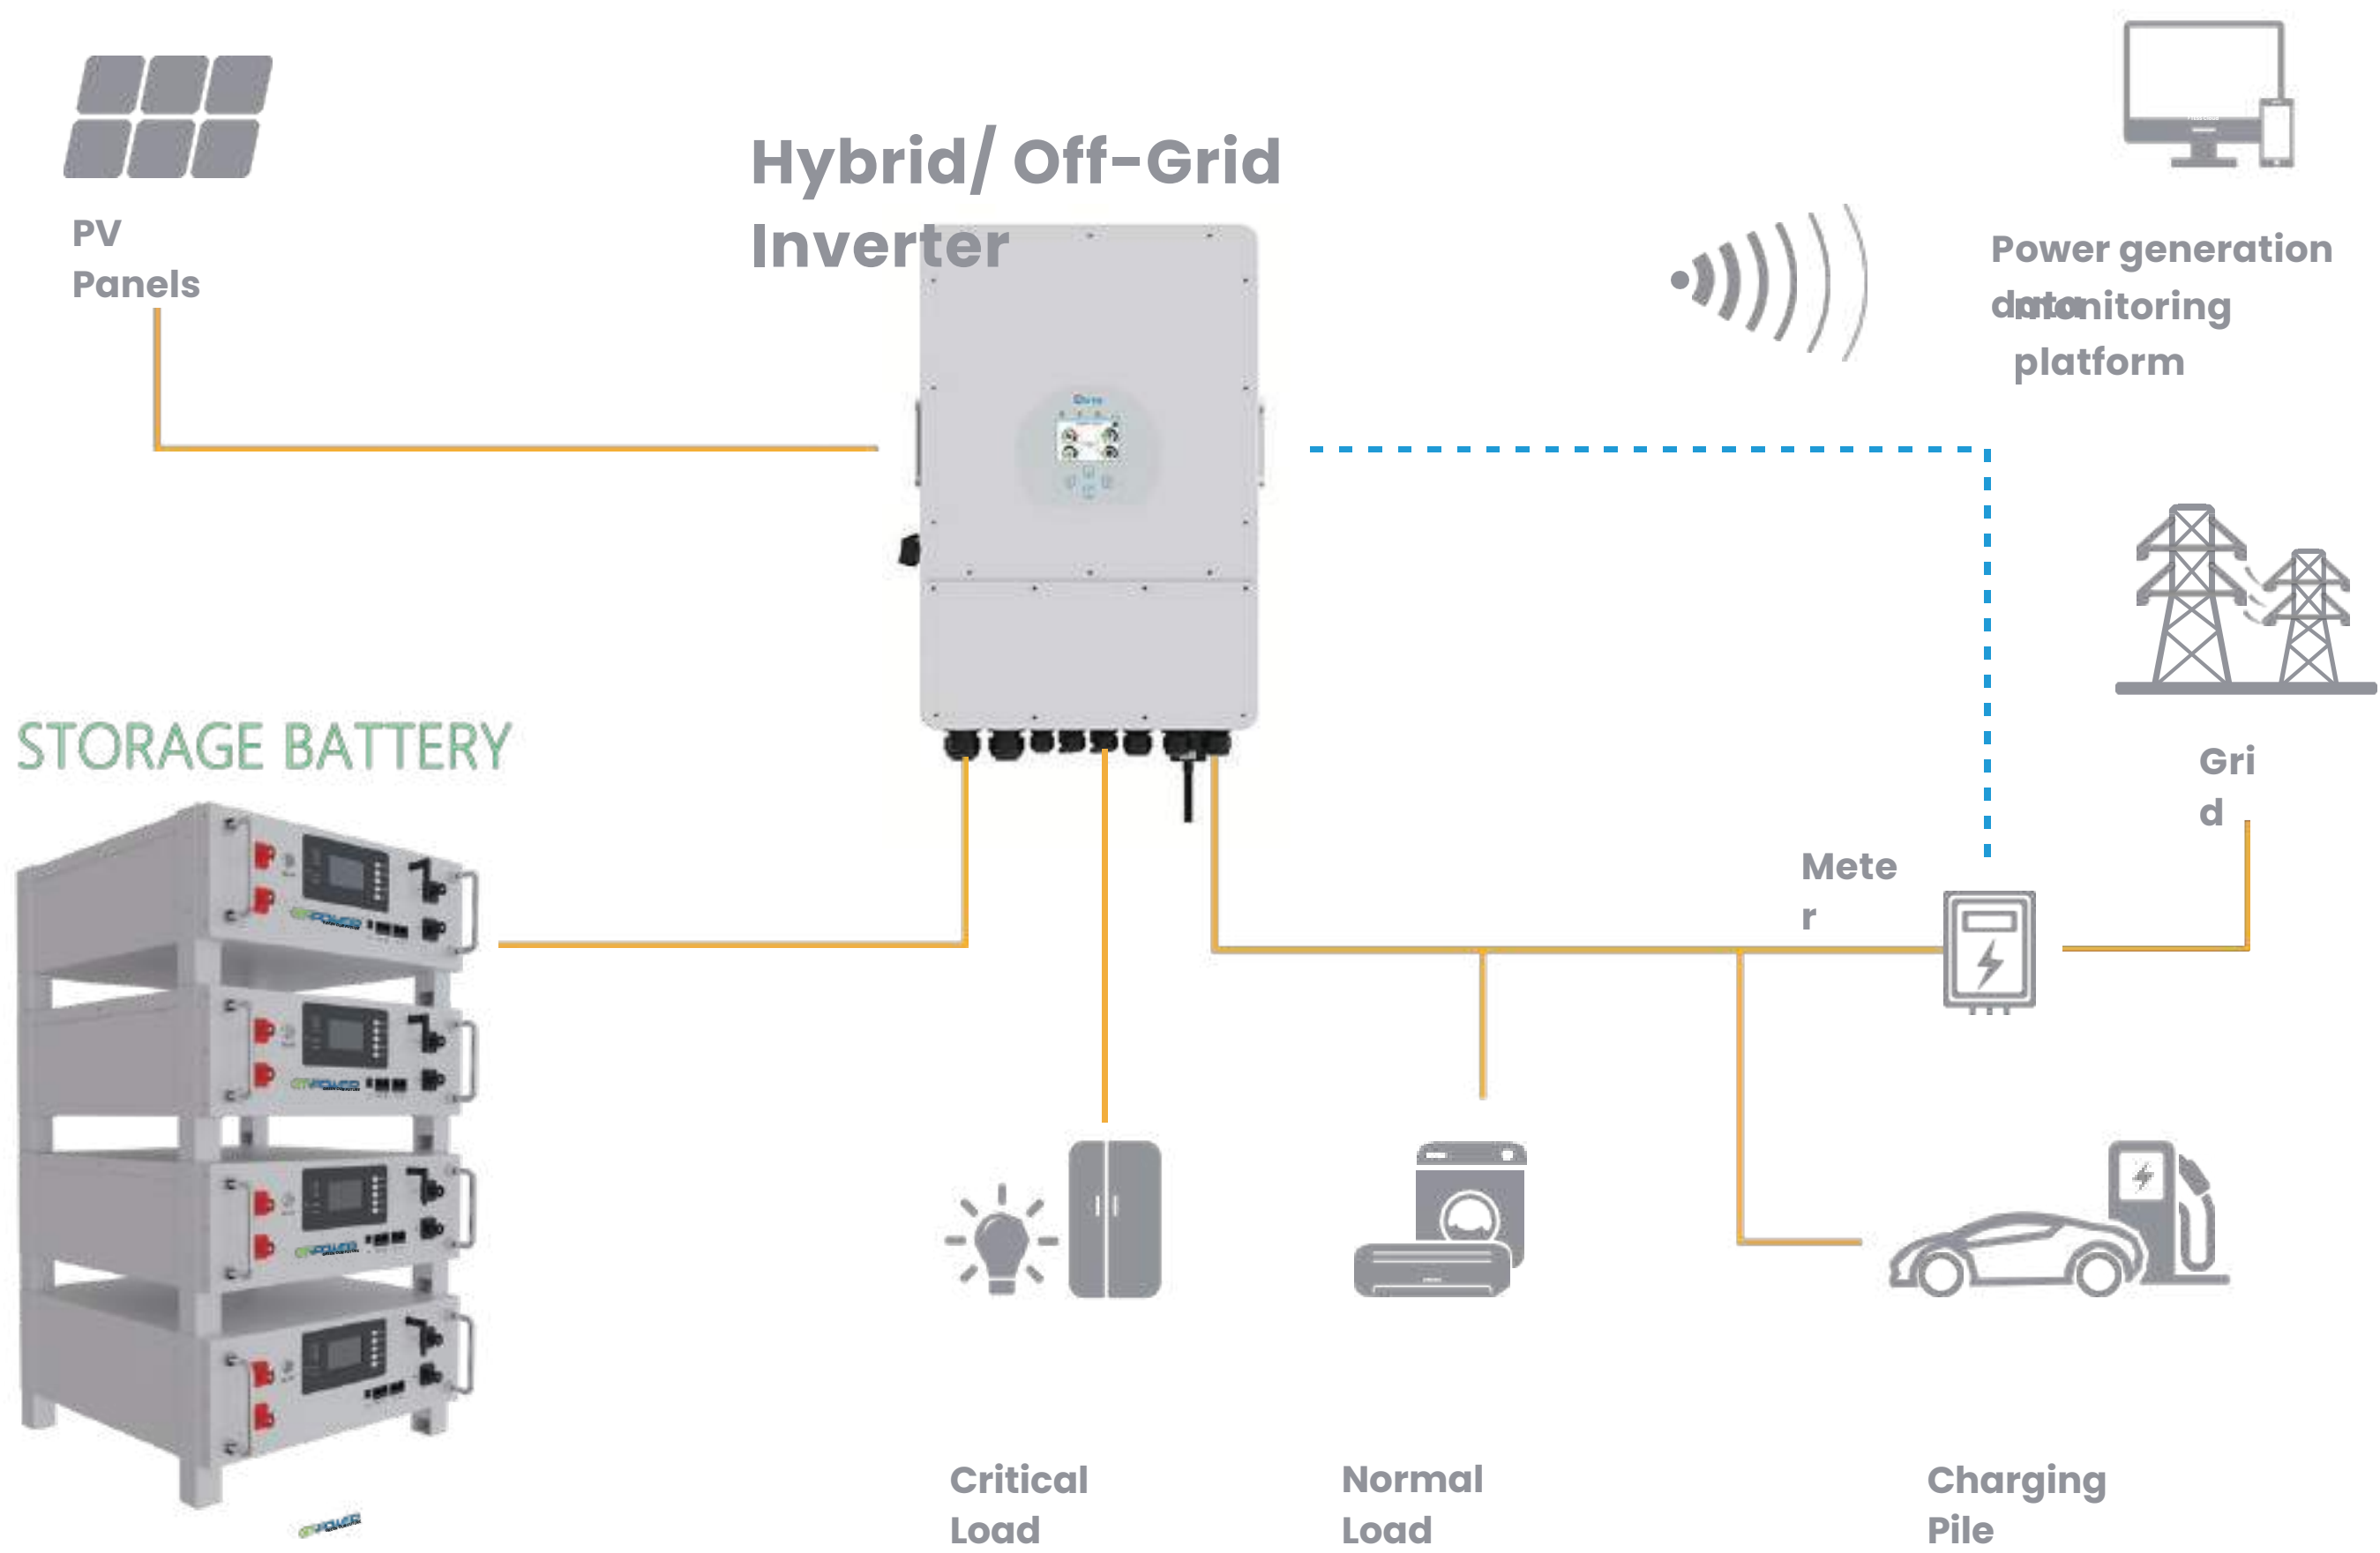 Hybrid/ Off-Grid
Inverter
PV
Panels
Power generation
data
monitoring
platform
STORAGE BATTERY
Gri
d
Mete
r
Critical
Load
Normal
Load
Charging
Pile